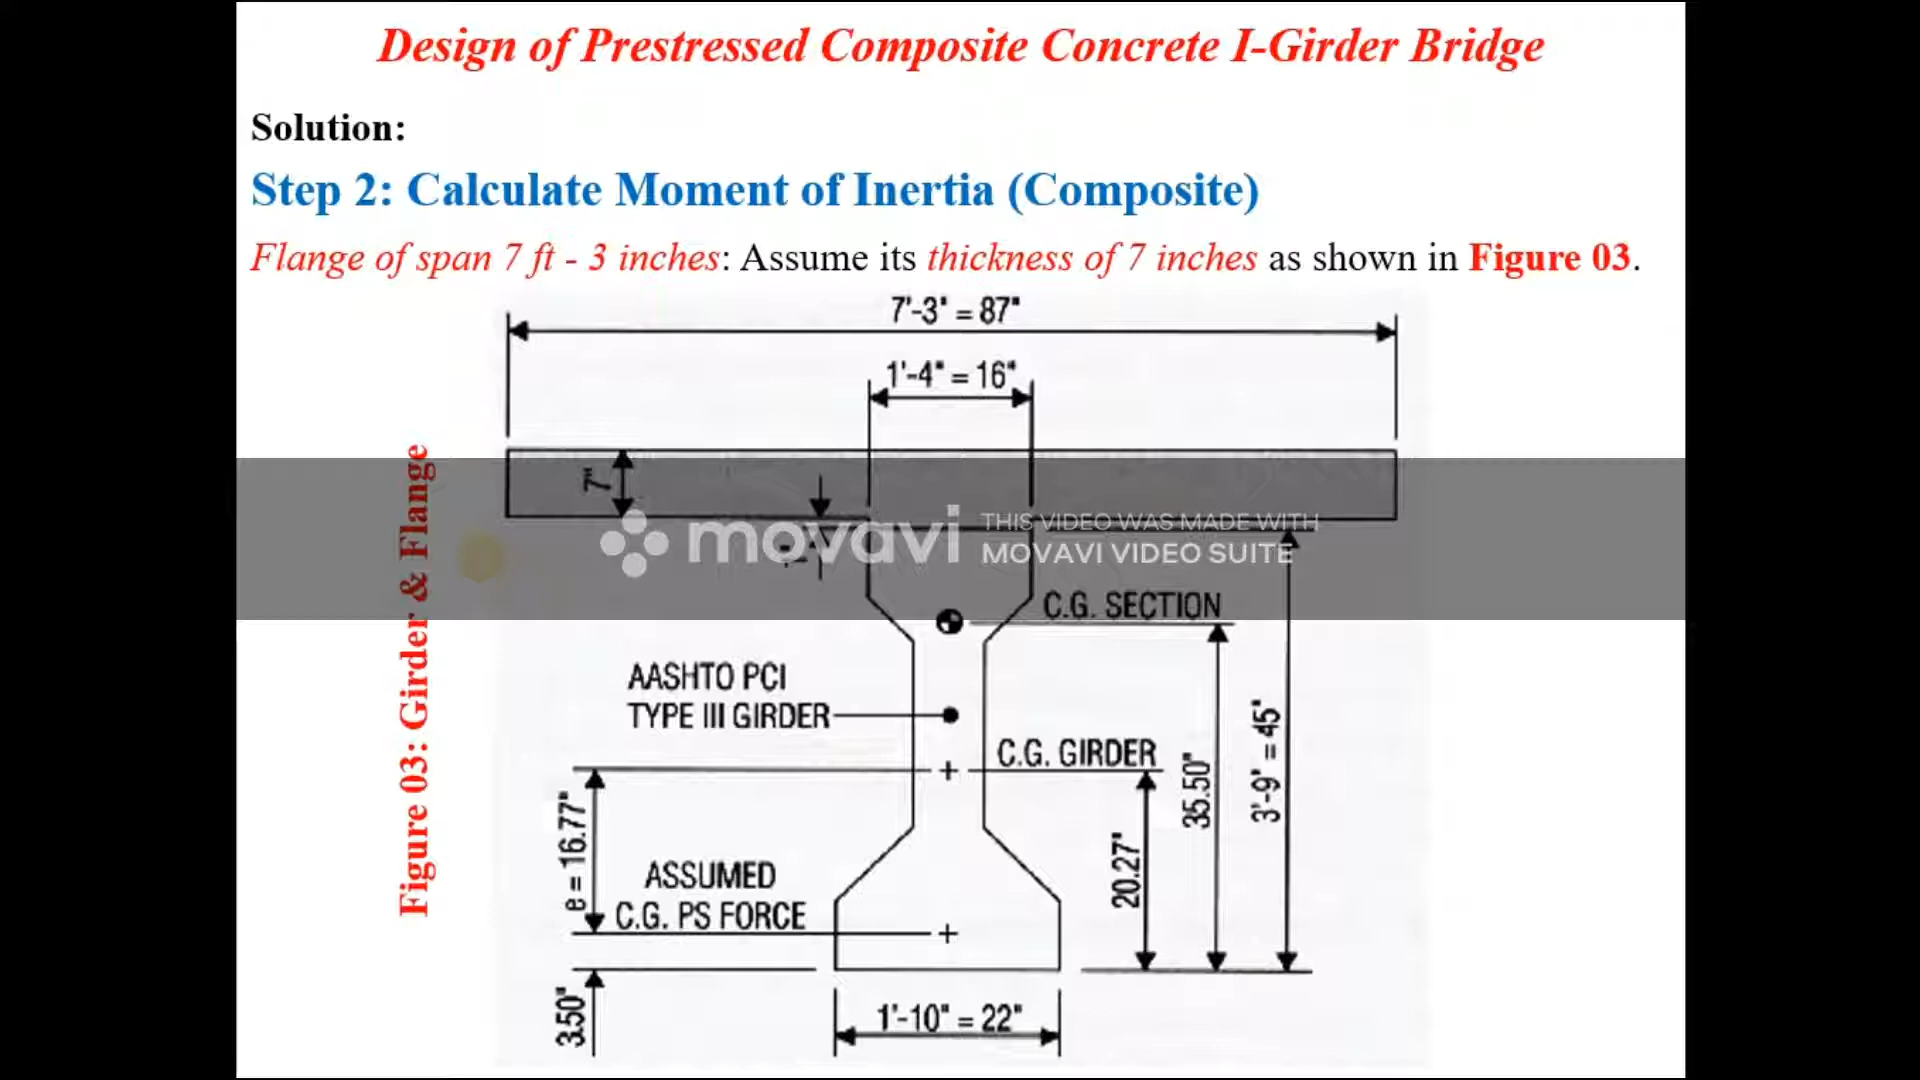 Design of Prestressed Composite Concrete I-Girder Bridge
Solution:
Step 2: Calculate Moment of Inertia (Composite)
Flange of span 7 ft - 3 inches: Assume its thickness of 7 inches as shown in Figure 03.
7'-3" = 87"
1'-4" = 16"
7"
movavi
THIS VIDEO WAS MADE WITH
MOVAVI VIDEO SUITE
C.G. SECTION
AASHTO PCI
TYPE III GIRDER
C.G. GIRDER
Figure 03: Girder & Flange
e = 16.77"
ASSUMED
C.G. PS FORCE
20.27"
35.50"
3'-9" = 45"
3.50"
1'-10" = 22"